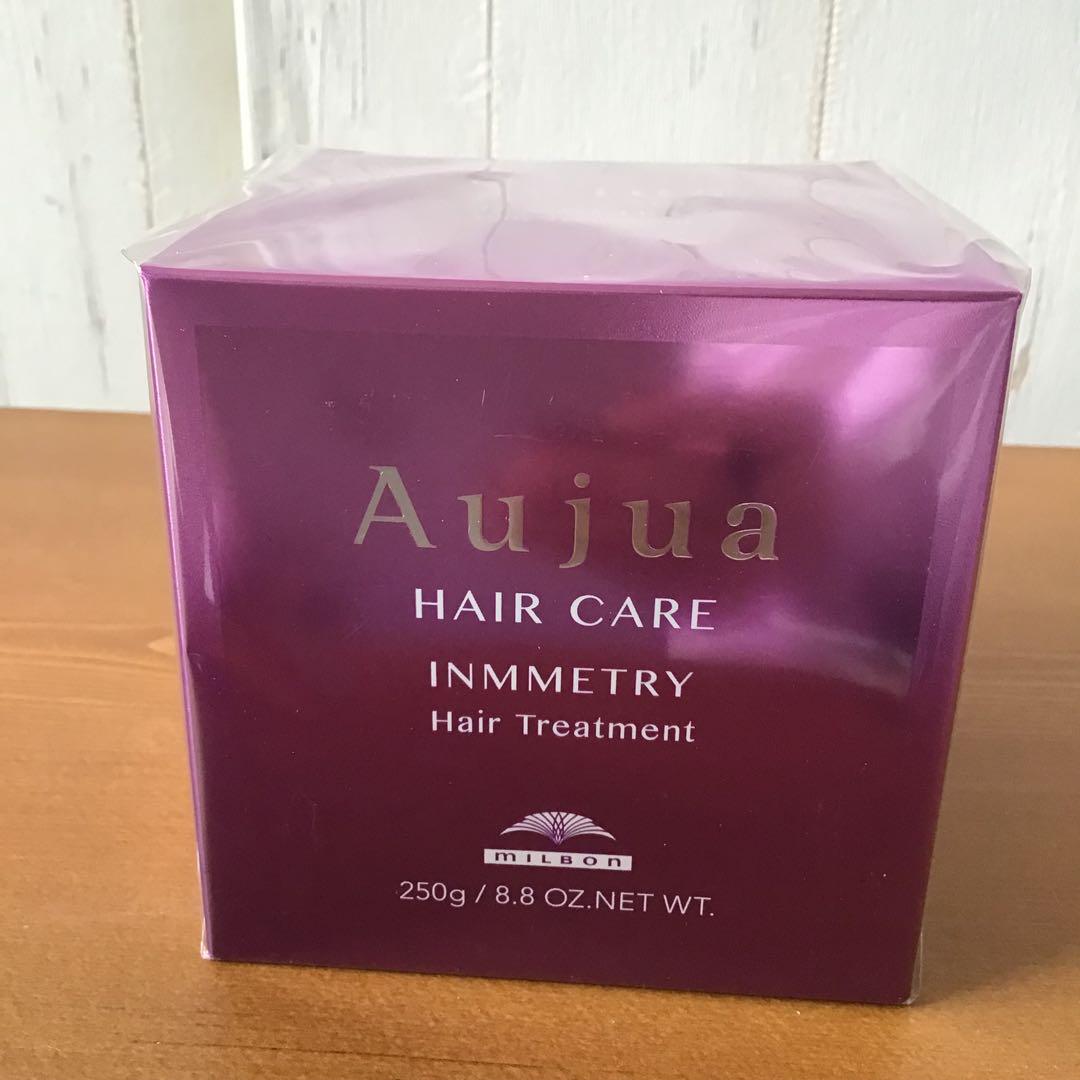 Aujua
HAIR CARE
INMMETRY
Hair Treatment
MILBON
250g / 8.8 OZ.NET WT.